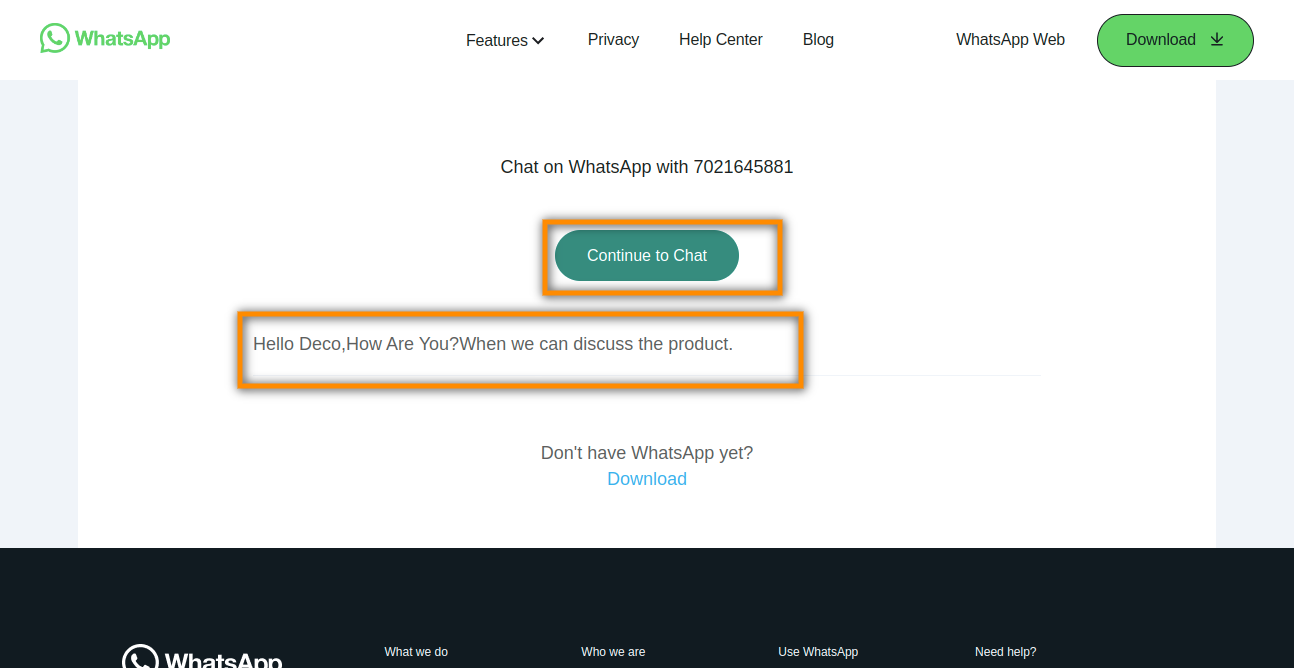 WhatsApp
Features
Privacy
Help Center
Blog
WhatsApp Web
Download
Chat on WhatsApp with 7021645881
Continue to Chat
Hello Deco,How Are You?When we can discuss the product.
Don't have WhatsApp yet?
Download
WhatsApp
What we do
Who we are
Use WhatsApp
Need help?